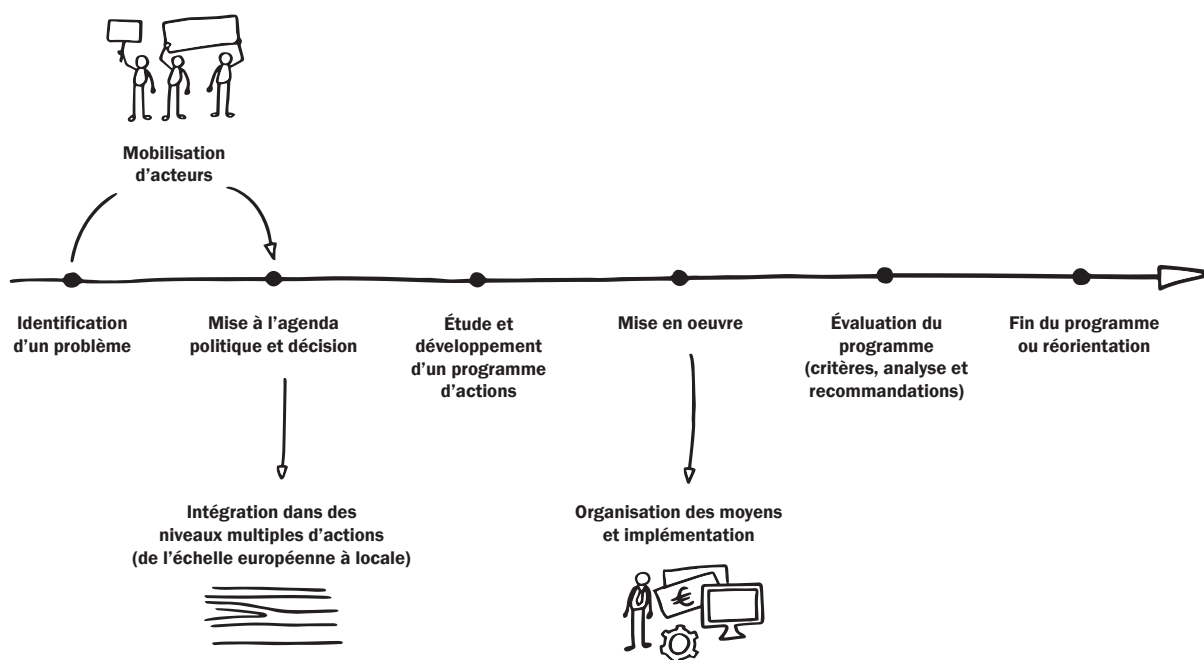 Mobilisation
d'acteurs
Identification
d'un problème
Mise à l'agenda
politique et décision
Étude et
développement
d'un programme
d'actions
Mise en oeuvre
Évaluation du
programme
(critères, analyse et
recommandations)
Fin du programme
ou réorientation
Intégration dans des
niveaux multiples d'actions
(de l'échelle européenne à locale)
Organisation des moyens
et implémentation
€